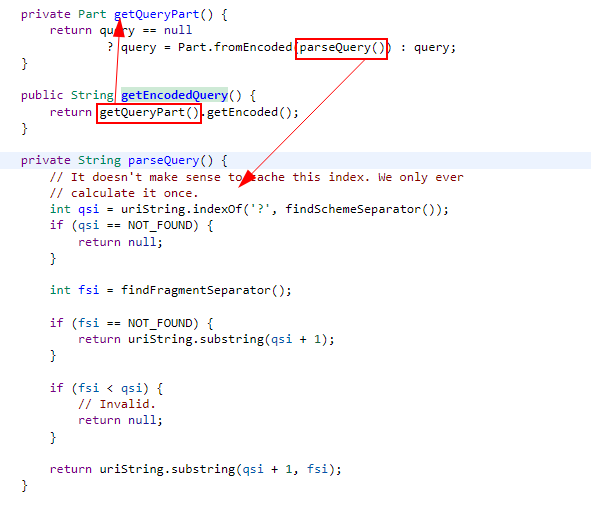 private Part getQueryPart() {
return query == null
? query = Part.fromEncoded(parseQuery()) : query;
}
public String getEncodedQuery() {
return getQueryPart().getEncoded();
}
private String parseQuery() {
// It doesn't make sense to cache this index. We only ever
// calculate it once.
int qsi = uriString.indexOf('?', findSchemeSeparator());
if (qsi == NOT_FOUND) {
return null;
}
int fsi = findFragmentSeparator();
if (fsi == NOT_FOUND) {
return uriString.substring(qsi + 1);
}
if (fsi < qsi) {
// Invalid.
return null;
}
return uriString.substring(qsi + 1, fsi);
}